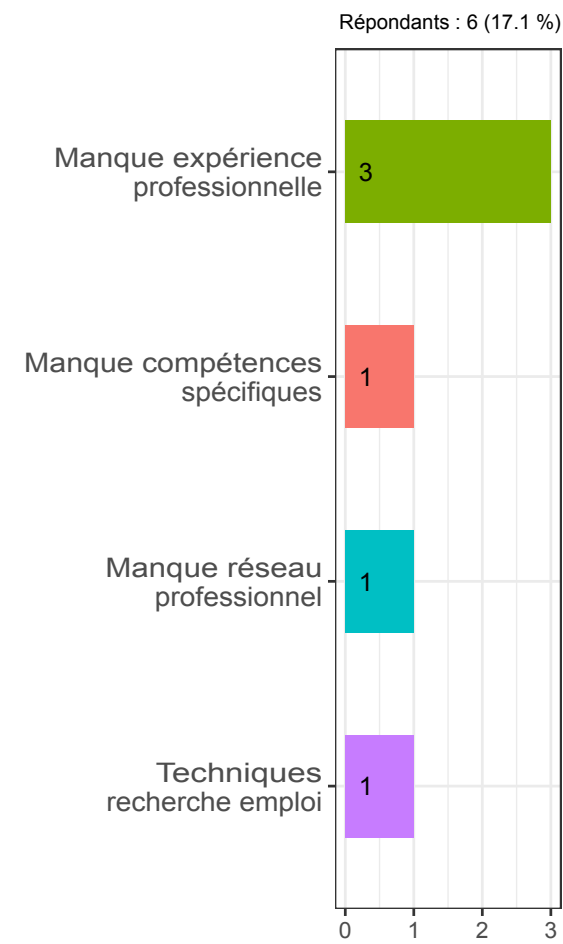 Répondants : 6 (17.1 %)
Manque expérience
professionnelle
3
Manque compétences
spécifiques
1
Manque réseau
professionnel
1
Techniques
recherche emploi
1
0 1 2 3